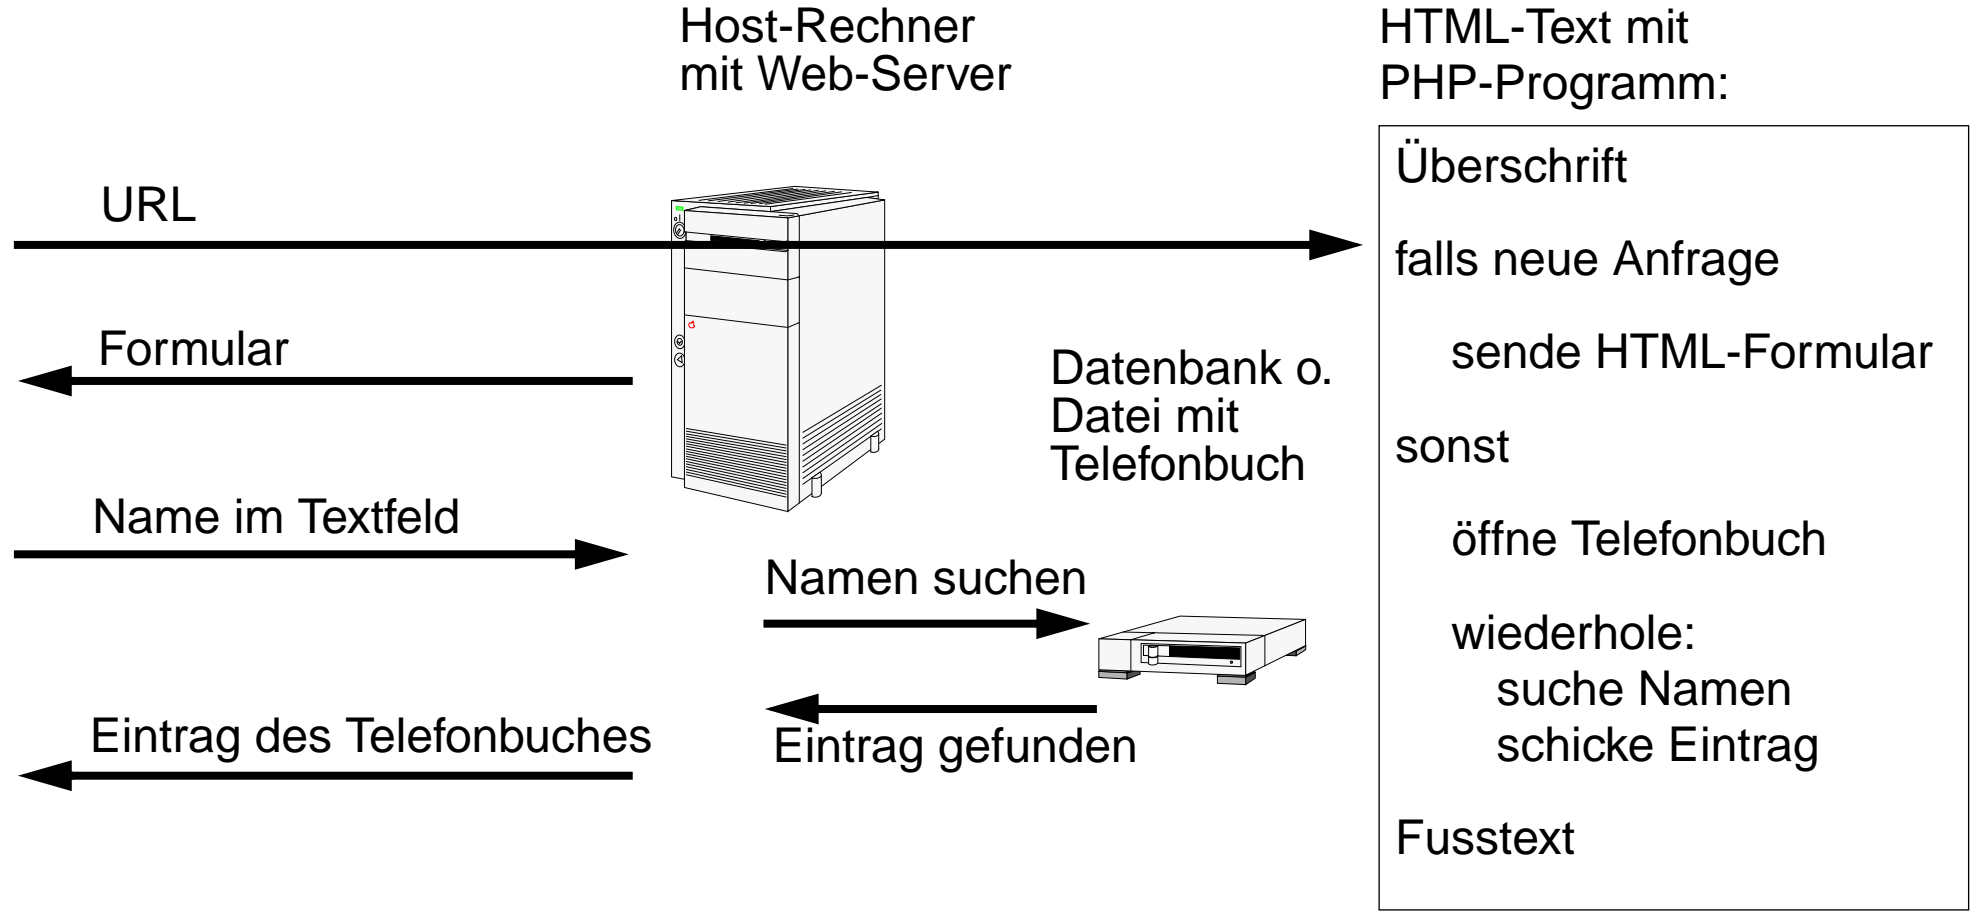 Host-Rechner
mit Web-Server
HTML-Text mit
PHP-Programm:
URL
Formular
Name im Textfeld
Eintrag des Telefonbuches
Datenbank o.
Datei mit
Telefonbuch
Namen suchen
Eintrag gefunden
Überschrift
falls neue Anfrage
sende HTML-Formular
sonst
öffne Telefonbuch
wiederhole:
suche Namen
schicke Eintrag
Fusstext